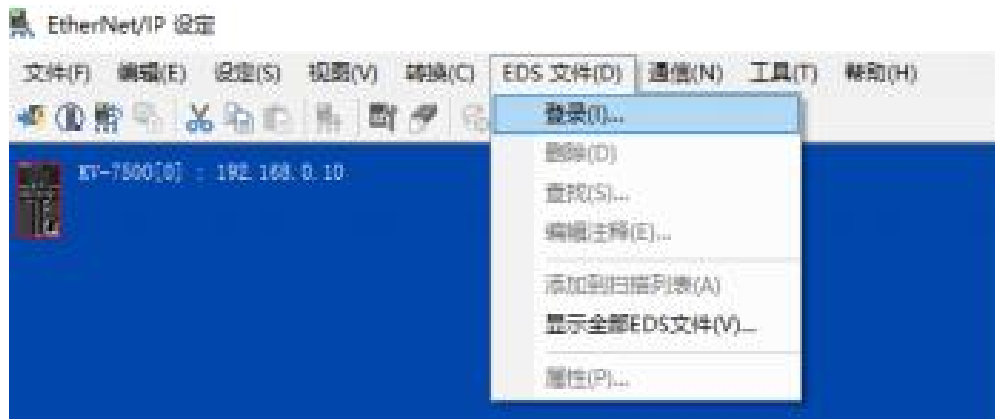 EtherNet/IP 设定
文件(F) 编辑(E) 设定(S) 视图(V) 转换(C) EDS 文件(D) 通信(N) 工具(T) 帮助(H)
登录(I)...
删除(D)
查找(S)...
编辑注释(E)...
添加到扫描列表(A)
显示全部EDS文件(V)...
属性(P)...
KV-7500[0] : 192.168.0.10